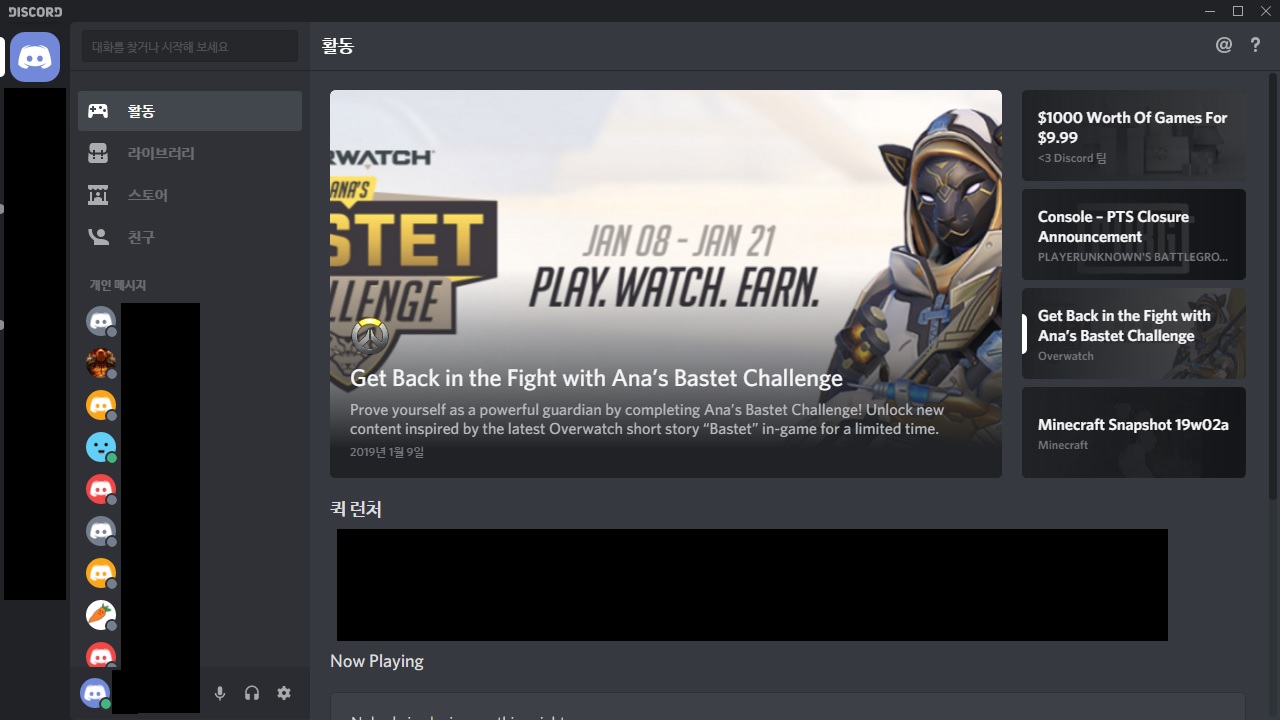 DISCORD
대화를 찾거나 시작해 보세요
활동
라이브러리
스토어
친구
개인 메시지
활동
RWATCH
ANA'S
STET
LLENGE
JAN 08 – JAN 21
PLAY. WATCH. EARN.
Get Back in the Fight with Ana’s Bastet Challenge
Prove yourself as a powerful guardian by completing Ana’s Bastet Challenge! Unlock new
content inspired by the latest Overwatch short story “Bastet” in-game for a limited time.
2019년 1월 9일
$1000 Worth Of Games For
$9.99
<3 Discord 팀
Console – PTS Closure
Announcement
PLAYERUNKNOWN'S BATTLEGRO...
Get Back in the Fight with
Ana’s Bastet Challenge
Overwatch
Minecraft Snapshot 19w02a
Minecraft
퀵 런처
Now Playing